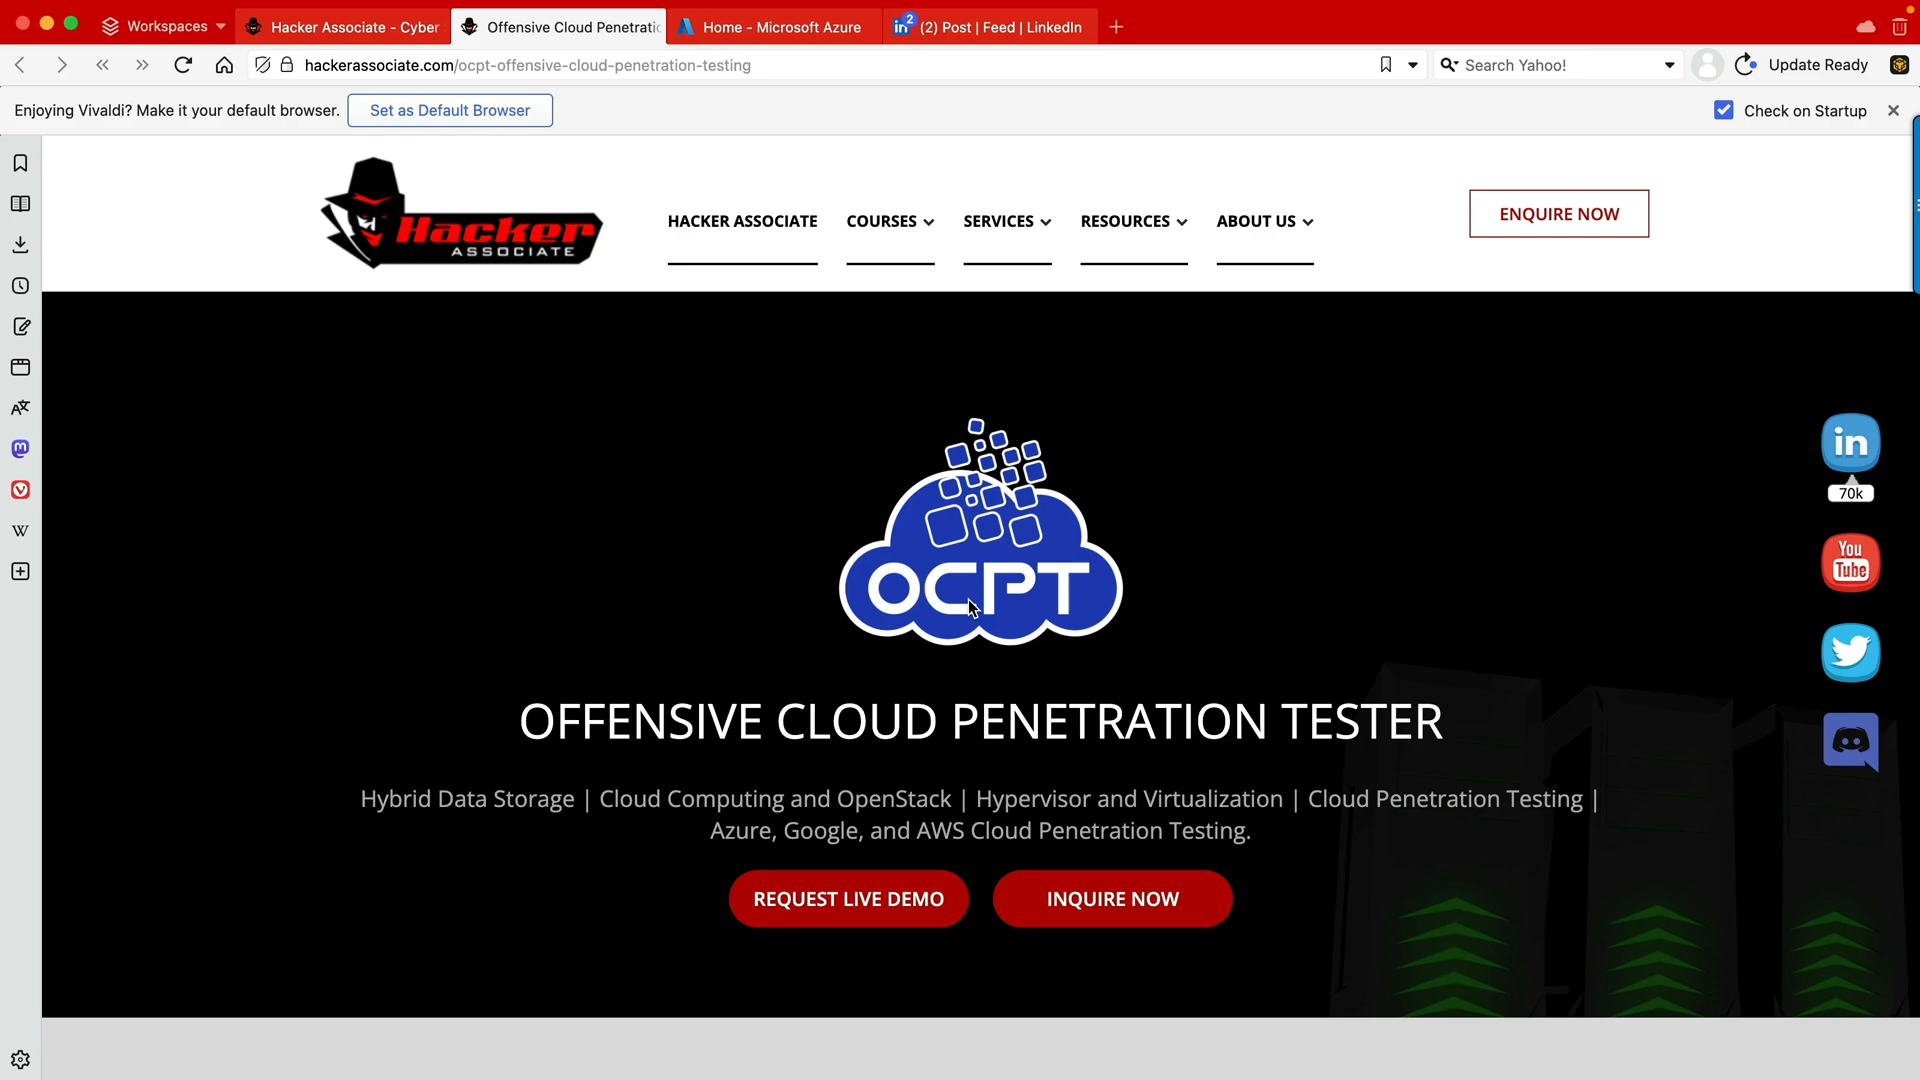 Workspaces
Hacker Associate - Cyber
Offensive Cloud Penetratio
Home - Microsoft Azure
in 2 (2) Post | Feed | LinkedIn
hackerassociate.com/ocpt-offensive-cloud-penetration-testing
Search Yahoo!
Update Ready
Enjoying Vivaldi? Make it your default browser.
Set as Default Browser
Check on Startup
Hacker
ASSOCIATE
HACKER ASSOCIATE
COURSES
SERVICES
RESOURCES
ABOUT US
ENQUIRE NOW
in
70k
You
Tube
OCPT
OFFENSIVE CLOUD PENETRATION TESTER
Hybrid Data Storage | Cloud Computing and OpenStack | Hypervisor and Virtualization | Cloud Penetration Testing |
Azure, Google, and AWS Cloud Penetration Testing.
REQUEST LIVE DEMO
INQUIRE NOW
W